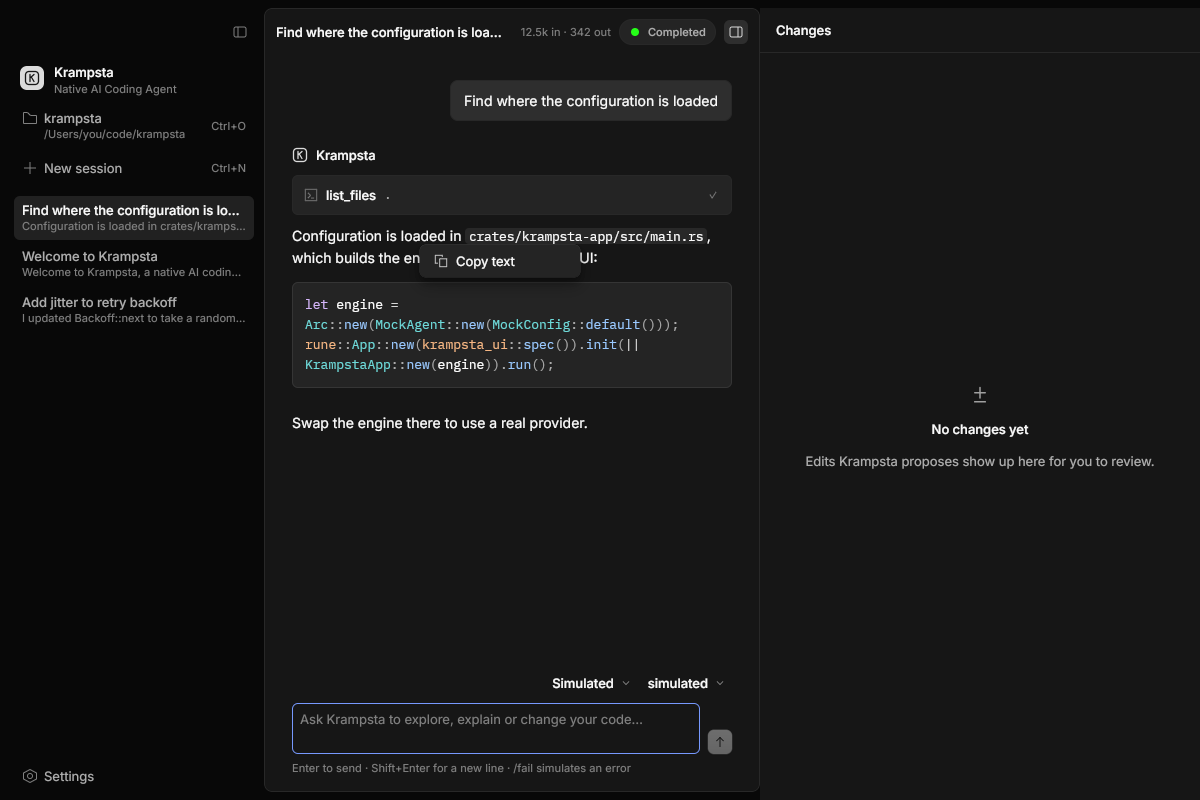 Krampsta
Native AI Coding Agent
krampsta
/Users/you/code/krampsta
Ctrl+O
New session
Ctrl+N
Find where the configuration is lo...
Configuration is loaded in crates/kramps...
Welcome to Krampsta
Welcome to Krampsta, a native AI codin...
Add jitter to retry backoff
I updated Backoff::next to take a random...
Settings
Find where the configuration is loa...
12.5k in · 342 out
Completed
Find where the configuration is loaded
K Krampsta
list_files .
Configuration is loaded in crates/krampsta-app/src/main.rs,
which builds the en
UI:
Copy text
let engine =
Arc::new(MockAgent::new(MockConfig::default()));
rune::App::new(krampsta_ui::spec()).init(||
KrampstaApp::new(engine)).run();
Swap the engine there to use a real provider.
Simulated
simulated
Ask Krampsta to explore, explain or change your code...
Enter to send · Shift+Enter for a new line · /fail simulates an error
Changes
No changes yet
Edits Krampsta proposes show up here for you to review.